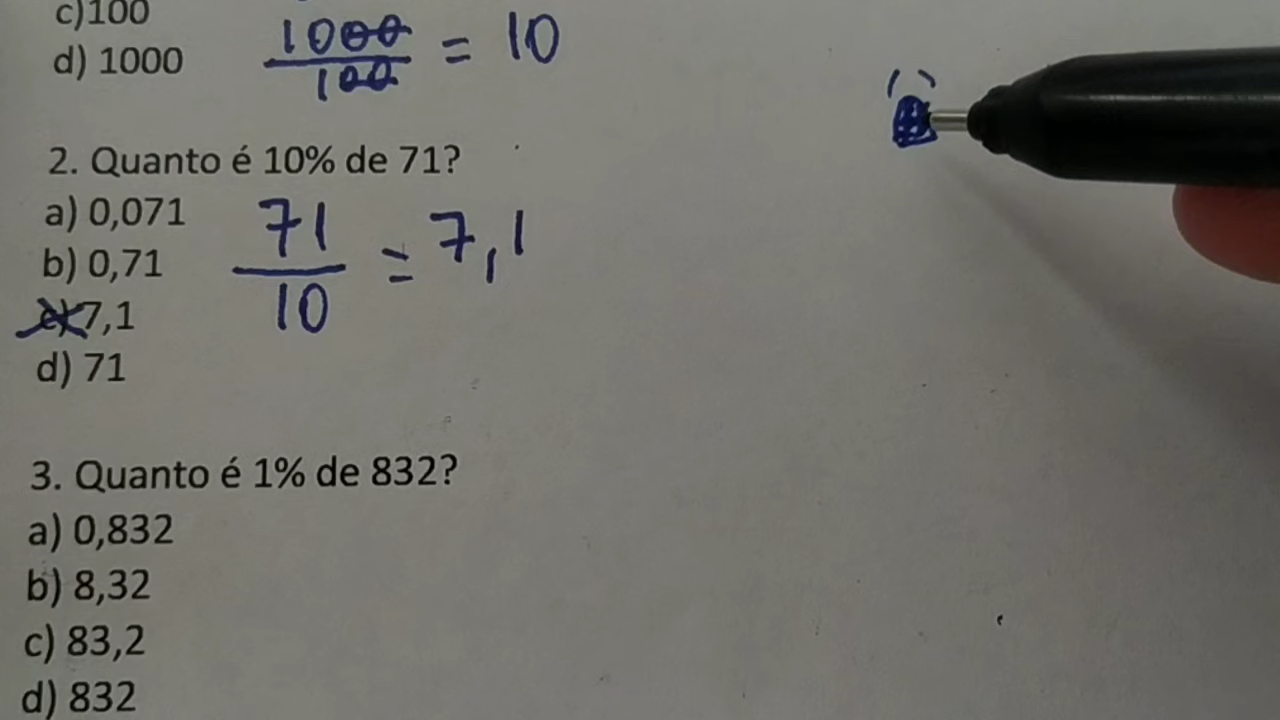 c)100
d) 1000
1000
100
= 10
2. Quanto é 10% de 71?
a) 0,071
b) 0,71
c) 7,1
d) 71
71
10
= 7,1
3. Quanto é 1% de 832?
a) 0,832
b) 8,32
c) 83,2
d) 832